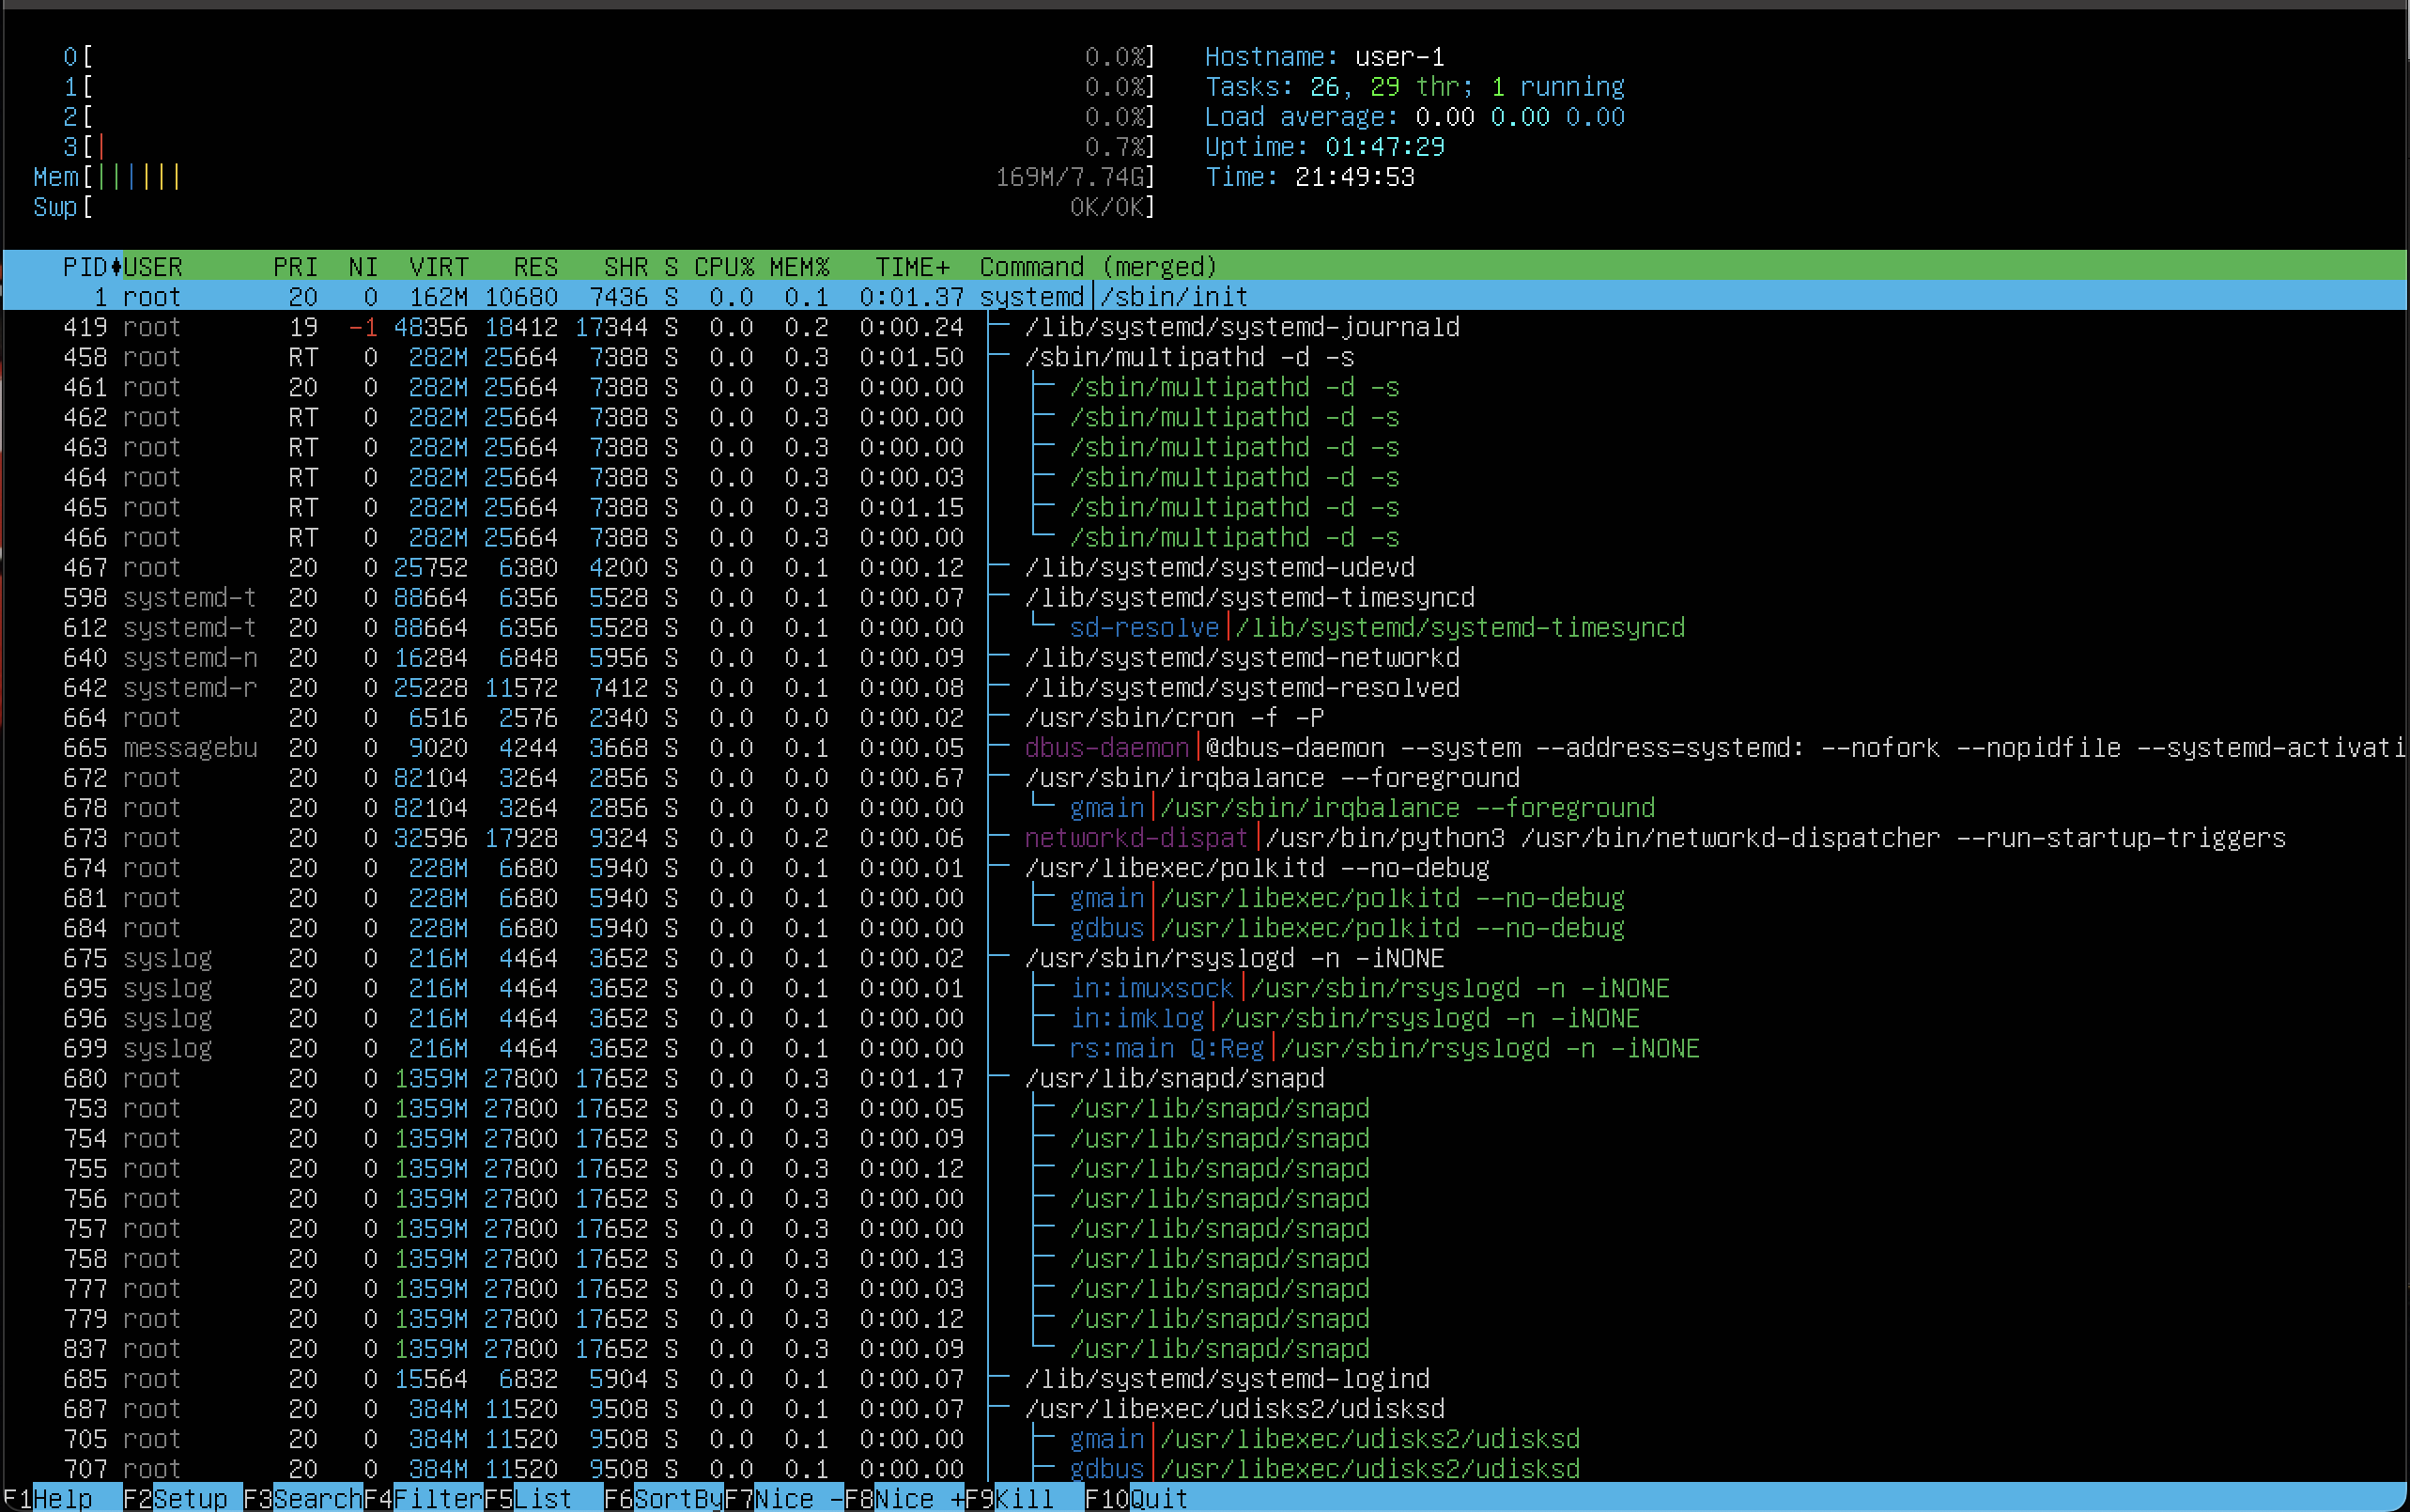 0[ 0.0%] Hostname: user-1
1[ 0.0%] Tasks: 26, 29 thr; 1 running
2[ 0.0%] Load average: 0.00 0.00 0.00
3[| 0.7%] Uptime: 01:47:29
Mem[|||||| 169M/7.74G] Time: 21:49:53
Swp[ 0K/0K]
PID♦USER PRI NI VIRT RES SHR S CPU% MEM% TIME+ Command (merged)
1 root 20 0 162M 10680 7436 S 0.0 0.1 0:01.37 systemd│/sbin/init
419 root 19 -1 48356 18412 17344 S 0.0 0.2 0:00.24 ├─ /lib/systemd/systemd-journald
458 root RT 0 282M 25664 7388 S 0.0 0.3 0:01.50 ├─ /sbin/multipathd -d -s
461 root 20 0 282M 25664 7388 S 0.0 0.3 0:00.00 │ ├─ /sbin/multipathd -d -s
462 root RT 0 282M 25664 7388 S 0.0 0.3 0:00.00 │ ├─ /sbin/multipathd -d -s
463 root RT 0 282M 25664 7388 S 0.0 0.3 0:00.00 │ ├─ /sbin/multipathd -d -s
464 root RT 0 282M 25664 7388 S 0.0 0.3 0:00.03 │ ├─ /sbin/multipathd -d -s
465 root RT 0 282M 25664 7388 S 0.0 0.3 0:01.15 │ ├─ /sbin/multipathd -d -s
466 root RT 0 282M 25664 7388 S 0.0 0.3 0:00.00 │ └─ /sbin/multipathd -d -s
467 root 20 0 25752 6380 4200 S 0.0 0.1 0:00.12 ├─ /lib/systemd/systemd-udevd
598 systemd-t 20 0 88664 6356 5528 S 0.0 0.1 0:00.07 ├─ /lib/systemd/systemd-timesyncd
612 systemd-t 20 0 88664 6356 5528 S 0.0 0.1 0:00.00 │ └─ sd-resolve│/lib/systemd/systemd-timesyncd
640 systemd-n 20 0 16284 6848 5956 S 0.0 0.1 0:00.09 ├─ /lib/systemd/systemd-networkd
642 systemd-r 20 0 25228 11572 7412 S 0.0 0.1 0:00.08 ├─ /lib/systemd/systemd-resolved
664 root 20 0 6516 2576 2340 S 0.0 0.0 0:00.02 ├─ /usr/sbin/cron -f -P
665 messagebu 20 0 9020 4244 3668 S 0.0 0.1 0:00.05 ├─ dbus-daemon│@dbus-daemon --system --address=systemd: --nofork --nopidfile --systemd-activati
672 root 20 0 82104 3264 2856 S 0.0 0.0 0:00.67 ├─ /usr/sbin/irqbalance --foreground
678 root 20 0 82104 3264 2856 S 0.0 0.0 0:00.00 │ └─ gmain│/usr/sbin/irqbalance --foreground
673 root 20 0 32596 17928 9324 S 0.0 0.2 0:00.06 ├─ networkd-dispat│/usr/bin/python3 /usr/bin/networkd-dispatcher --run-startup-triggers
674 root 20 0 228M 6680 5940 S 0.0 0.1 0:00.01 ├─ /usr/libexec/polkitd --no-debug
681 root 20 0 228M 6680 5940 S 0.0 0.1 0:00.00 │ ├─ gmain│/usr/libexec/polkitd --no-debug
684 root 20 0 228M 6680 5940 S 0.0 0.1 0:00.00 │ └─ gdbus│/usr/libexec/polkitd --no-debug
675 syslog 20 0 216M 4464 3652 S 0.0 0.1 0:00.02 ├─ /usr/sbin/rsyslogd -n -iNONE
695 syslog 20 0 216M 4464 3652 S 0.0 0.1 0:00.01 │ ├─ in:imuxsock│/usr/sbin/rsyslogd -n -iNONE
696 syslog 20 0 216M 4464 3652 S 0.0 0.1 0:00.00 │ ├─ in:imklog│/usr/sbin/rsyslogd -n -iNONE
699 syslog 20 0 216M 4464 3652 S 0.0 0.1 0:00.00 │ └─ rs:main Q:Reg│/usr/sbin/rsyslogd -n -iNONE
680 root 20 0 1359M 27800 17652 S 0.0 0.3 0:01.17 ├─ /usr/lib/snapd/snapd
753 root 20 0 1359M 27800 17652 S 0.0 0.3 0:00.05 │ ├─ /usr/lib/snapd/snapd
754 root 20 0 1359M 27800 17652 S 0.0 0.3 0:00.09 │ ├─ /usr/lib/snapd/snapd
755 root 20 0 1359M 27800 17652 S 0.0 0.3 0:00.12 │ ├─ /usr/lib/snapd/snapd
756 root 20 0 1359M 27800 17652 S 0.0 0.3 0:00.00 │ ├─ /usr/lib/snapd/snapd
757 root 20 0 1359M 27800 17652 S 0.0 0.3 0:00.00 │ ├─ /usr/lib/snapd/snapd
758 root 20 0 1359M 27800 17652 S 0.0 0.3 0:00.13 │ ├─ /usr/lib/snapd/snapd
777 root 20 0 1359M 27800 17652 S 0.0 0.3 0:00.03 │ ├─ /usr/lib/snapd/snapd
779 root 20 0 1359M 27800 17652 S 0.0 0.3 0:00.12 │ ├─ /usr/lib/snapd/snapd
837 root 20 0 1359M 27800 17652 S 0.0 0.3 0:00.09 │ └─ /usr/lib/snapd/snapd
685 root 20 0 15564 6832 5904 S 0.0 0.1 0:00.07 ├─ /lib/systemd/systemd-logind
687 root 20 0 384M 11520 9508 S 0.0 0.1 0:00.07 ├─ /usr/libexec/udisks2/udisksd
705 root 20 0 384M 11520 9508 S 0.0 0.1 0:00.00 │ ├─ gmain│/usr/libexec/udisks2/udisksd
707 root 20 0 384M 11520 9508 S 0.0 0.1 0:00.00 │ ├─ gdbus│/usr/libexec/udisks2/udisksd
F1Help F2Setup F3SearchF4FilterF5List F6SortByF7Nice -F8Nice +F9Kill F10Quit